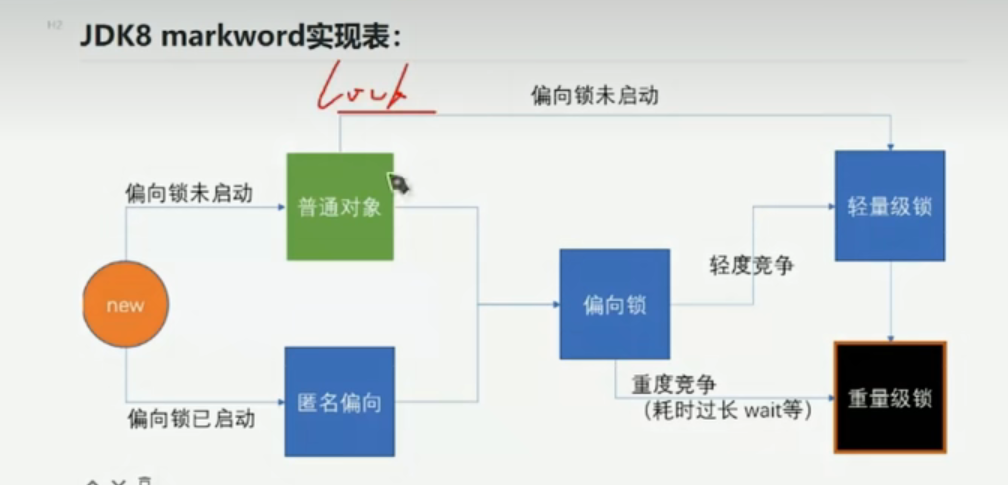 H2
JDK8 markword实现表：
Lock
偏向锁未启动
偏向锁未启动
普通对象
轻量级锁
轻度竞争
new
偏向锁
匿名偏向
偏向锁已启动
重度竞争
（耗时过长 wait等）
重量级锁